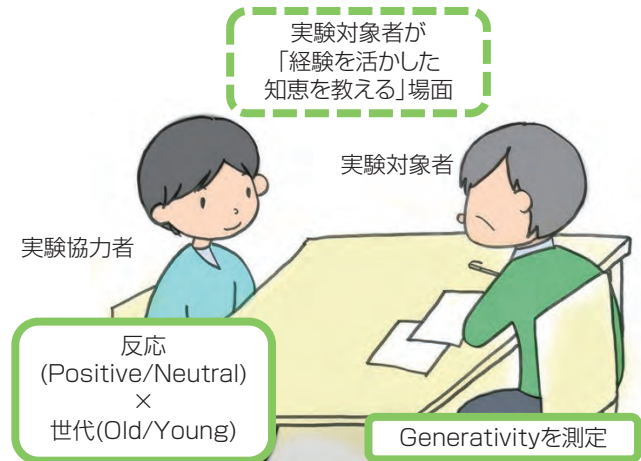 実験対象者が
「経験を活かした
知恵を教える」場面
実験対象者
実験協力者
反応
(Positive/Neutral)
×
世代(Old/Young)
Generativityを測定